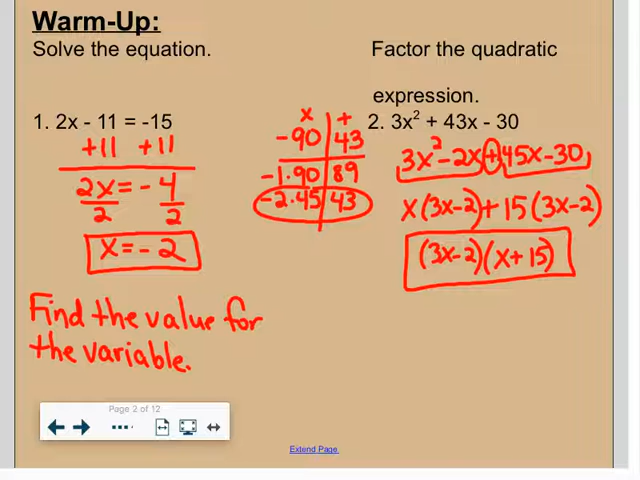 Warm-Up:
Solve the equation.
Factor the quadratic
expression.
1. 2x - 11 = -15
+11 +11
2x = -4
2 2
x = -2
Find the value for
the variable.
x +
-90 43
-1·90 89
-2·45 43
2. 3x² + 43x - 30
3x² - 2x + 45x - 30
x(3x-2) + 15(3x-2)
(3x-2)(x+15)
Page 2 of 12
Extend Page